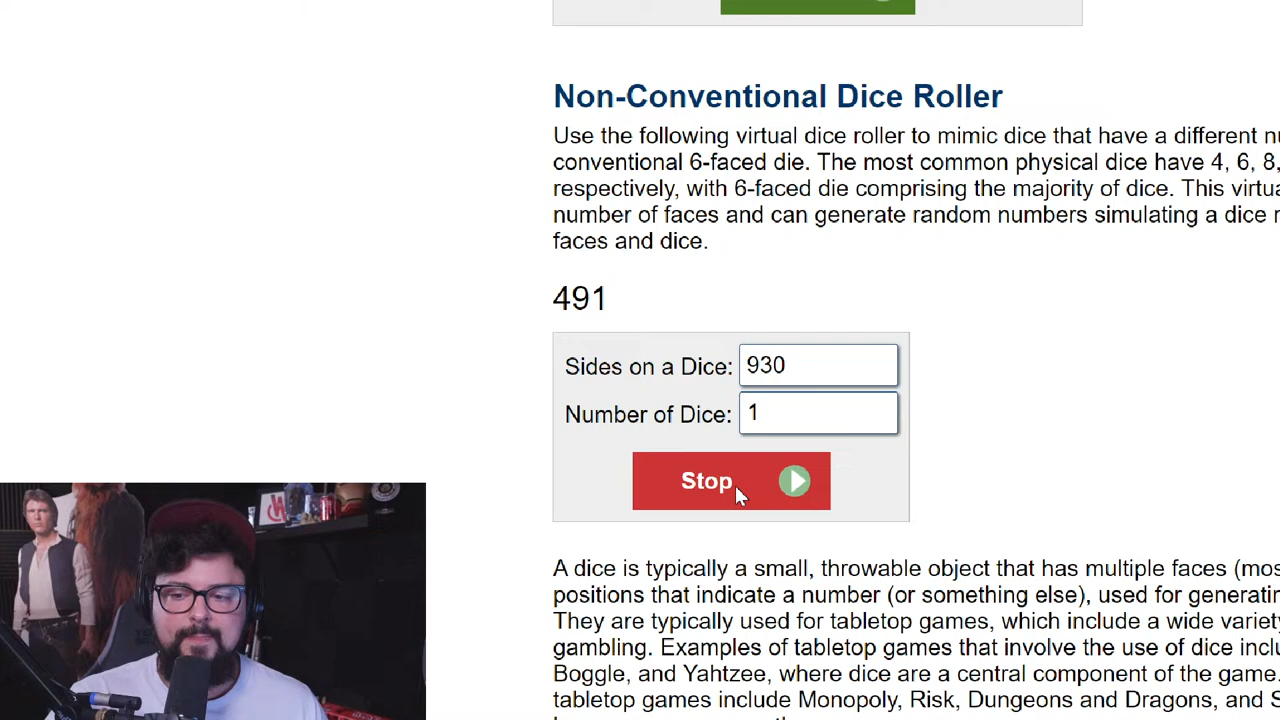 Non-Conventional Dice Roller
Use the following virtual dice roller to mimic dice that have a different
conventional 6-faced die. The most common physical dice have 4, 6, 8,
respectively, with 6-faced die comprising the majority of dice. This
number of faces and can generate random numbers simulating a dice
faces and dice.
491
Sides on a Dice: 930
Number of Dice: 1
Stop
A dice is typically a small, throwable object that has multiple faces
positions that indicate a number (or something else), used for
They are typically used for tabletop games, which include a wide variety
gambling. Examples of tabletop games that involve the use of dice
Boggle, and Yahtzee, where dice are a central component of the game.
tabletop games include Monopoly, Risk, Dungeons and Dragons, and